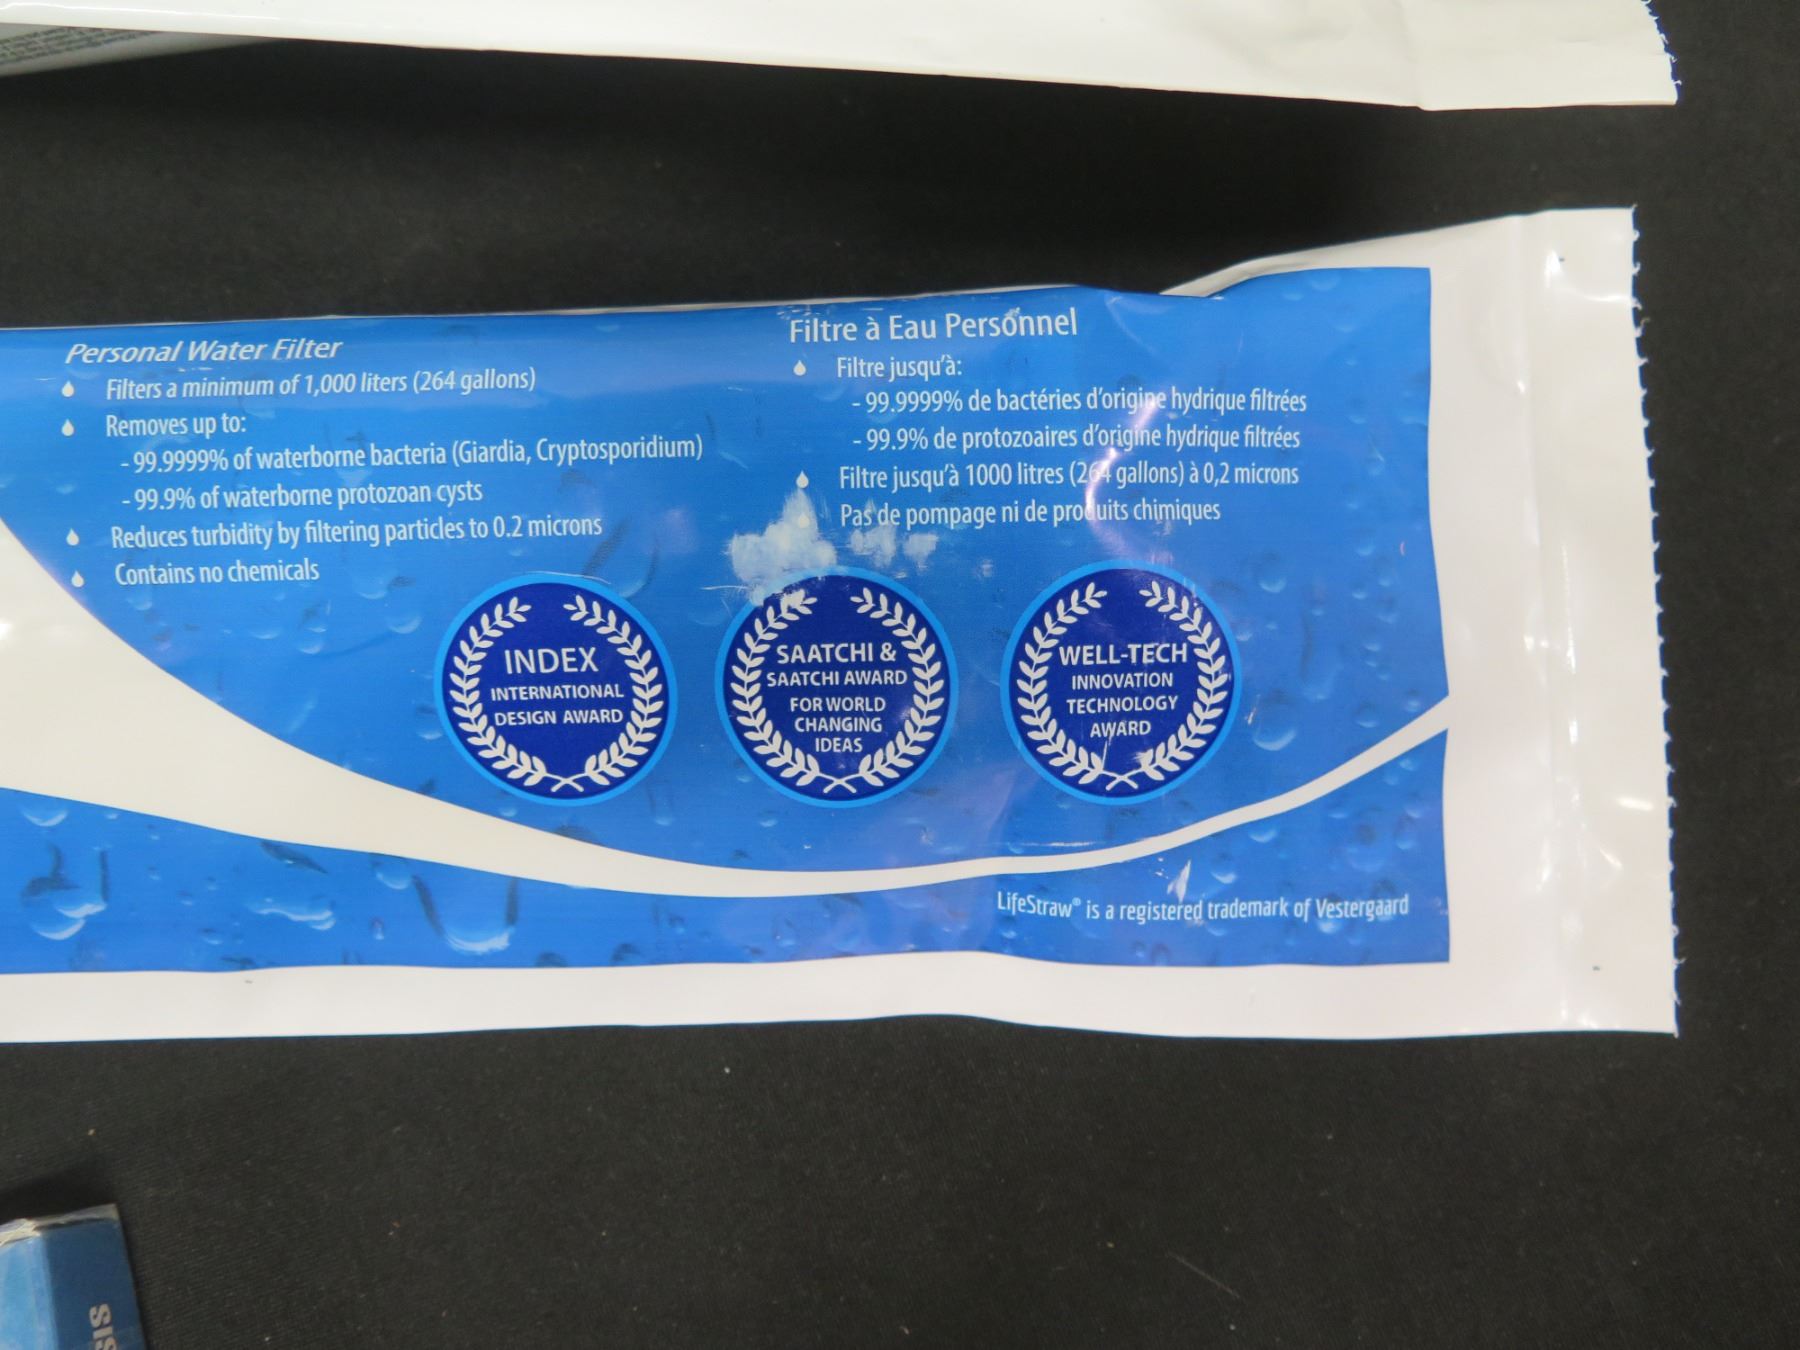 Personal Water Filter
Filters a minimum of 1,000 liters (264 gallons)
Removes up to:
- 99.9999% of waterborne bacteria (Giardia, Cryptosporidium)
- 99.9% of waterborne protozoan cysts
Reduces turbidity by filtering particles to 0.2 microns
Contains no chemicals
Filtre à Eau Personnel
Filtre jusqu'à:
- 99.9999% de bactéries d'origine hydrique filtrées
- 99.9% de protozoaires d'origine hydrique filtrées
Filtre jusqu'à 1000 litres (264 gallons) à 0,2 microns
Pas de pompage ni de produits chimiques
INDEX
INTERNATIONAL
DESIGN AWARD
SAATCHI &
SAATCHI AWARD
FOR WORLD
CHANGING
IDEAS
WELL-TECH
INNOVATION
TECHNOLOGY
AWARD
LifeStraw® is a registered trademark of Vestergaard
SIS